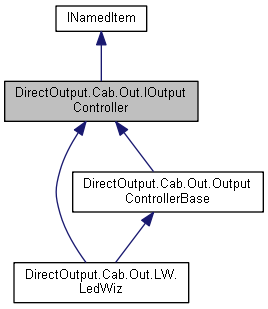 INamedItem
DirectOutput.Cab.Out.IOutput
Controller
DirectOutput.Cab.Out.Output
ControllerBase
DirectOutput.Cab.Out.LW.
LedWiz